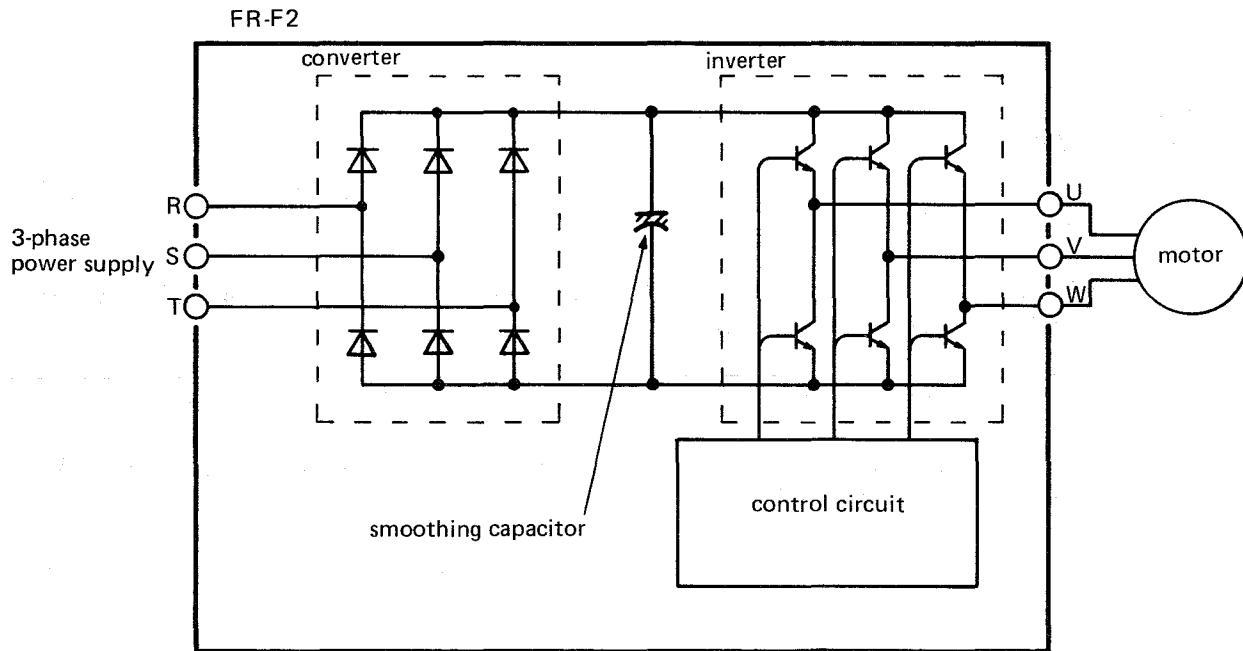 FR-F2
converter
inverter
R
3-phase
power supply
S
T
U
V
W
motor
smoothing capacitor
control circuit